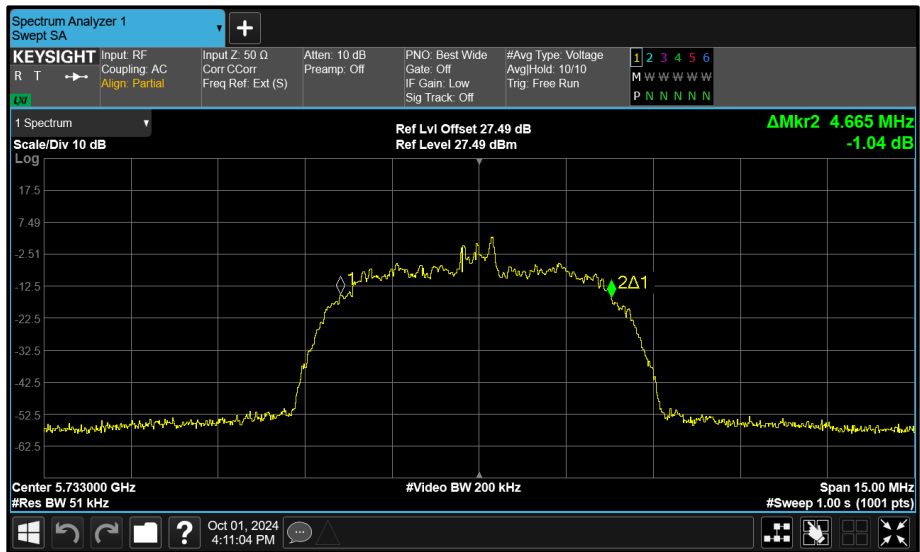 Spectrum Analyzer 1
Swept SA
+
KEYSIGHT
R T
LXI
Input: RF
Coupling: AC
Align: Partial
Input Z: 50 Ω
Corr CCorr
Freq Ref: Ext (S)
Atten: 10 dB
Preamp: Off
PNO: Best Wide
Gate: Off
IF Gain: Low
Sig Track: Off
#Avg Type: Voltage
Avg|Hold: 10/10
Trig: Free Run
1 2 3 4 5 6
M W W W W W
P N N N N N
1 Spectrum
Scale/Div 10 dB
Log
Ref Lvl Offset 27.49 dB
Ref Level 27.49 dBm
ΔMkr2 4.665 MHz
-1.04 dB
17.5
7.49
-2.51
-12.5
-22.5
-32.5
-42.5
-52.5
-62.5
1
2Δ1
Center 5.733000 GHz
#Video BW 200 kHz
Span 15.00 MHz
#Res BW 51 kHz
#Sweep 1.00 s (1001 pts)
?
Oct 01, 2024
4:11:04 PM